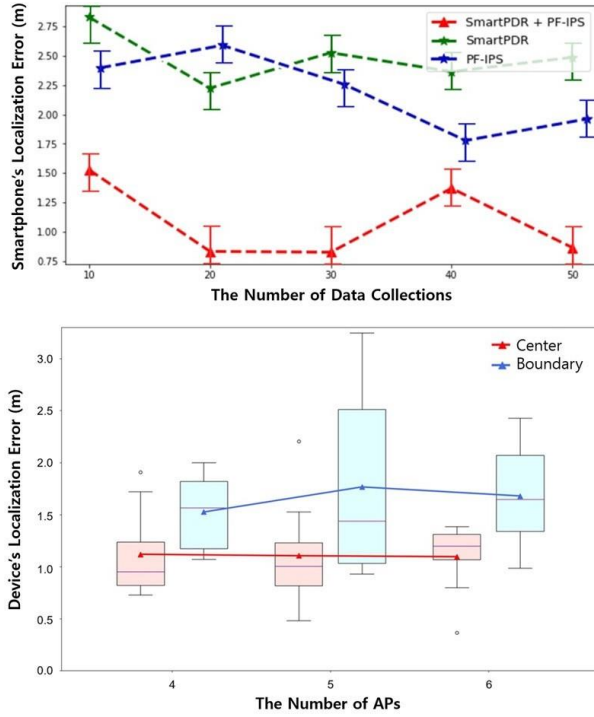 Smartphone's Localization Error (m)
2.75
2.50
2.25
2.00
1.75
1.50
1.25
1.00
0.75
10
20
30
40
50
The Number of Data Collections
SmartPDR + PF-IPS
SmartPDR
PF-IPS
Device's Localization Error (m)
3.0
2.5
2.0
1.5
1.0
0.5
0.0
4
5
6
The Number of APs
Center
Boundary